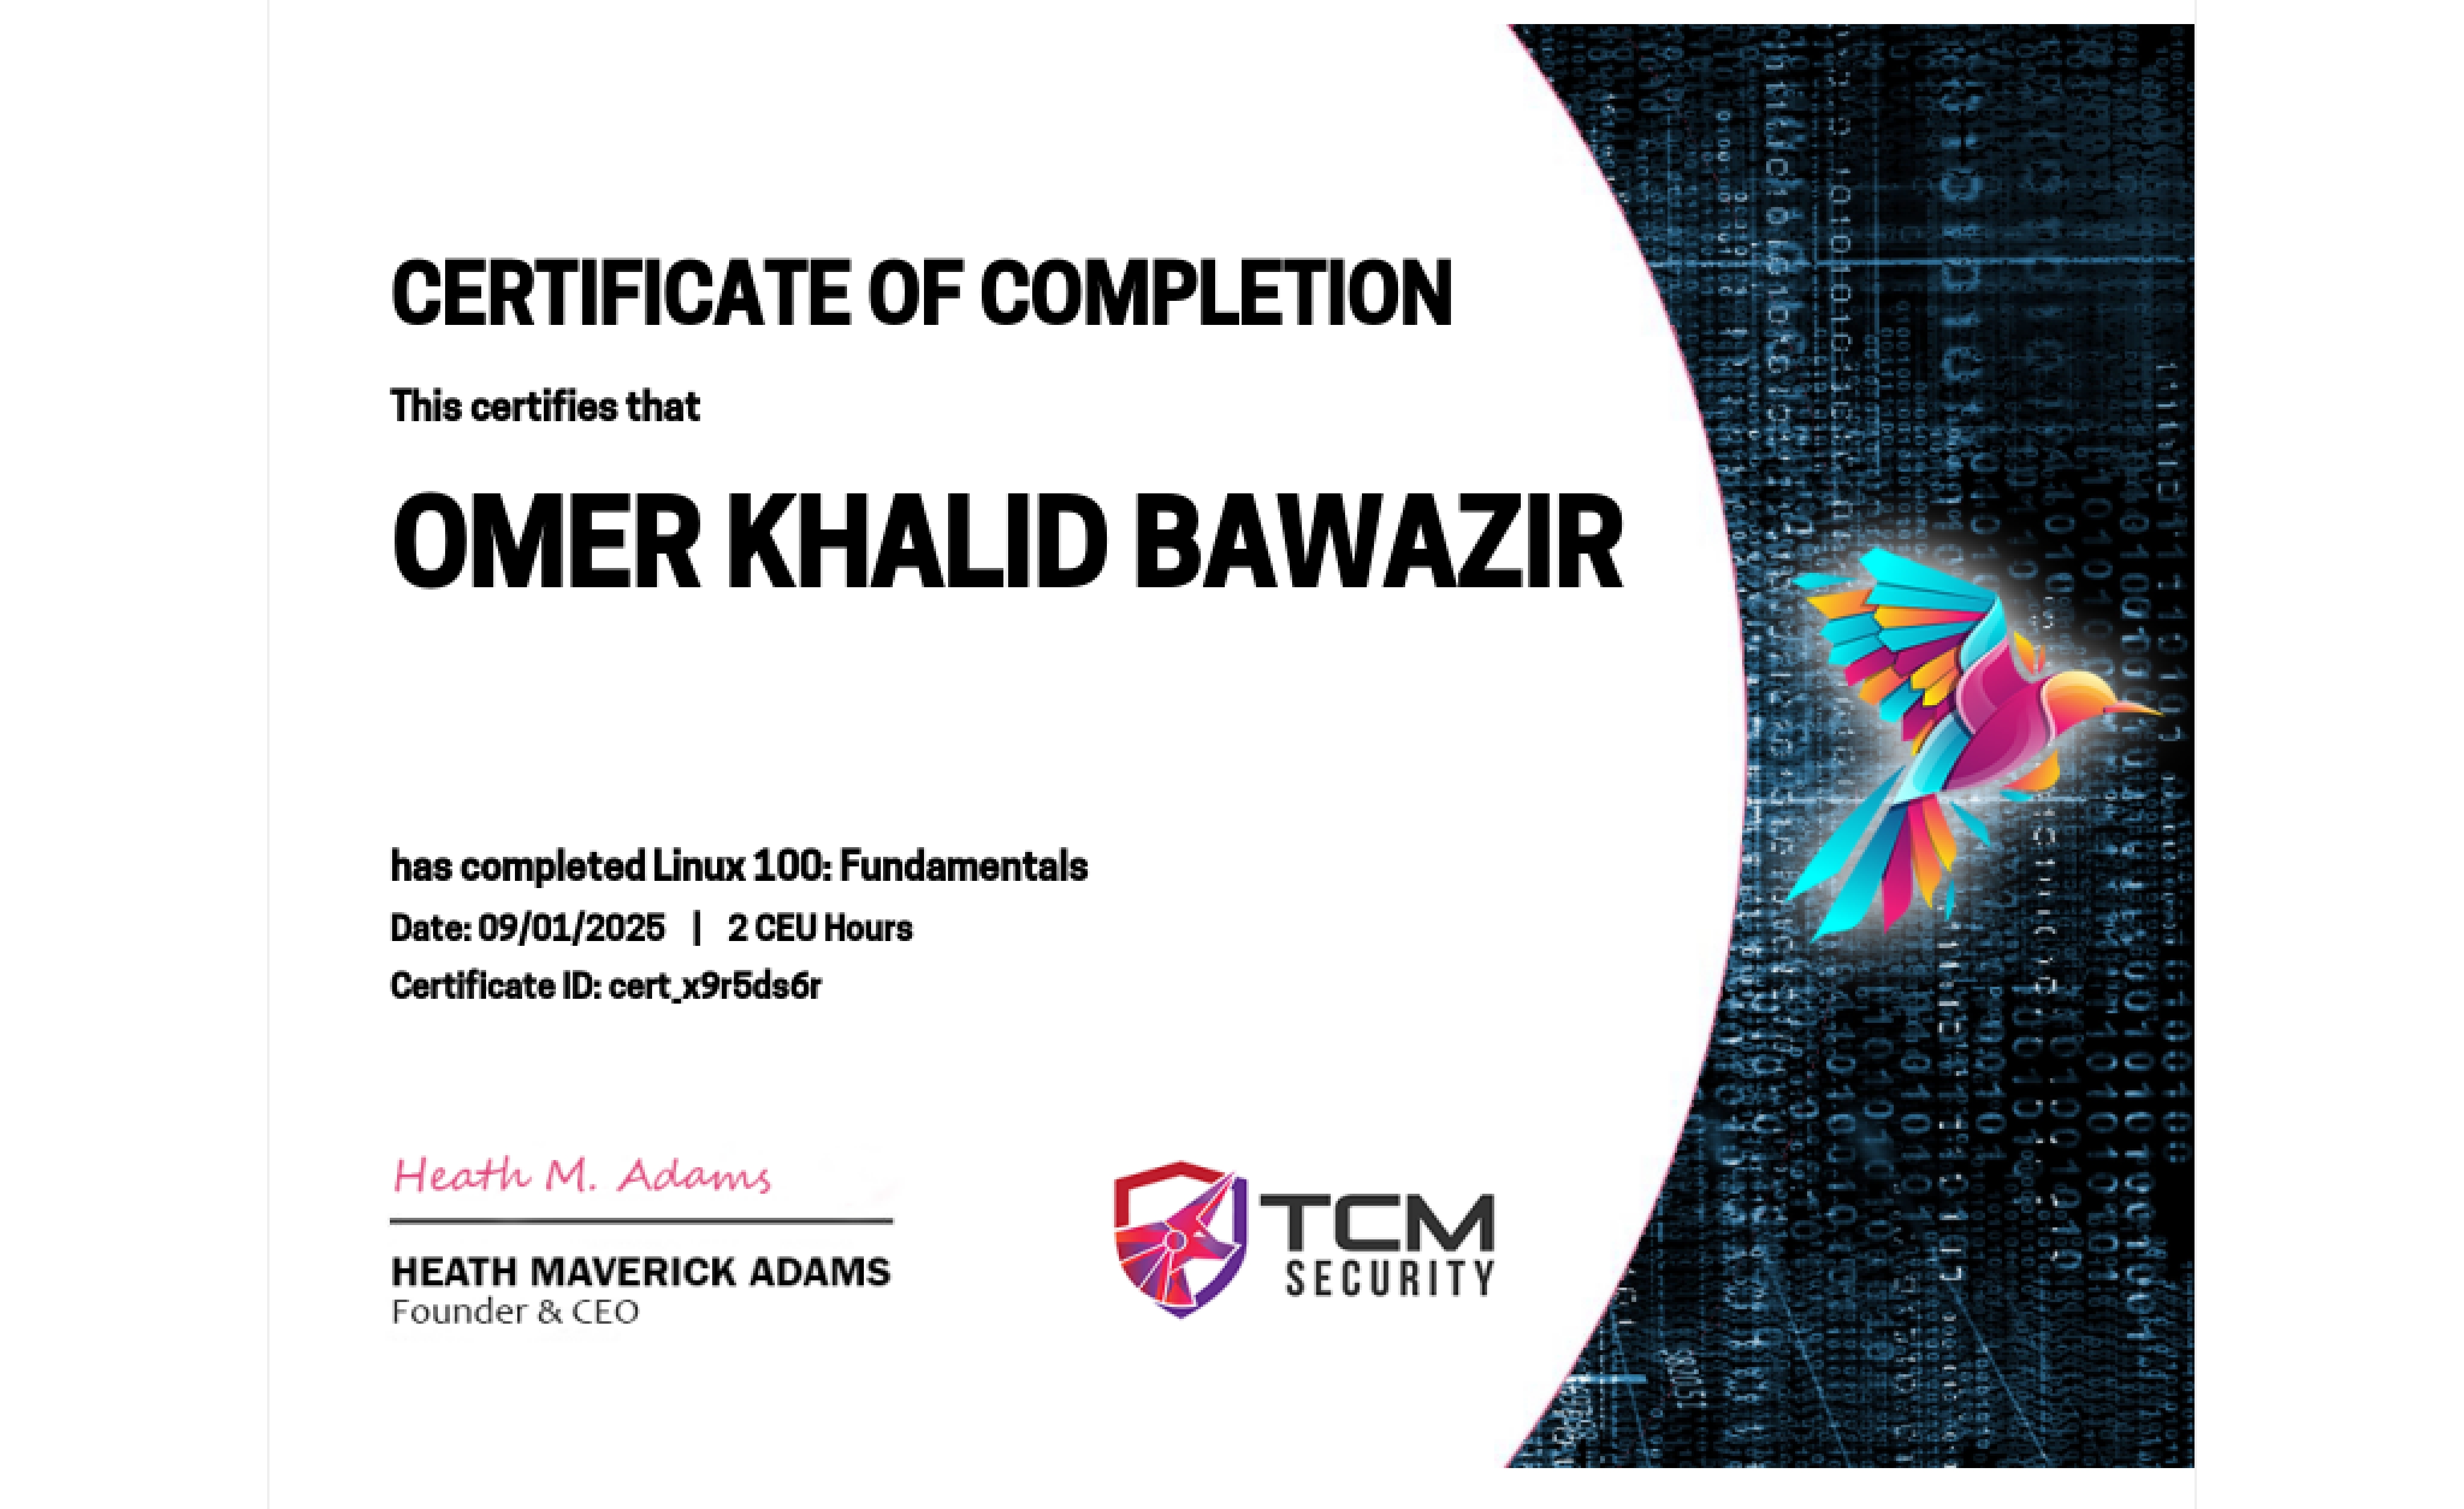 CERTIFICATE OF COMPLETION
This certifies that
OMER KHALID BAWAZIR
has completed Linux 100: Fundamentals
Date: 09/01/2025 | 2 CEU Hours
Certificate ID: cert_x9r5ds6r
Heath M. Adams
HEATH MAVERICK ADAMS
Founder & CEO
TCM
SECURITY